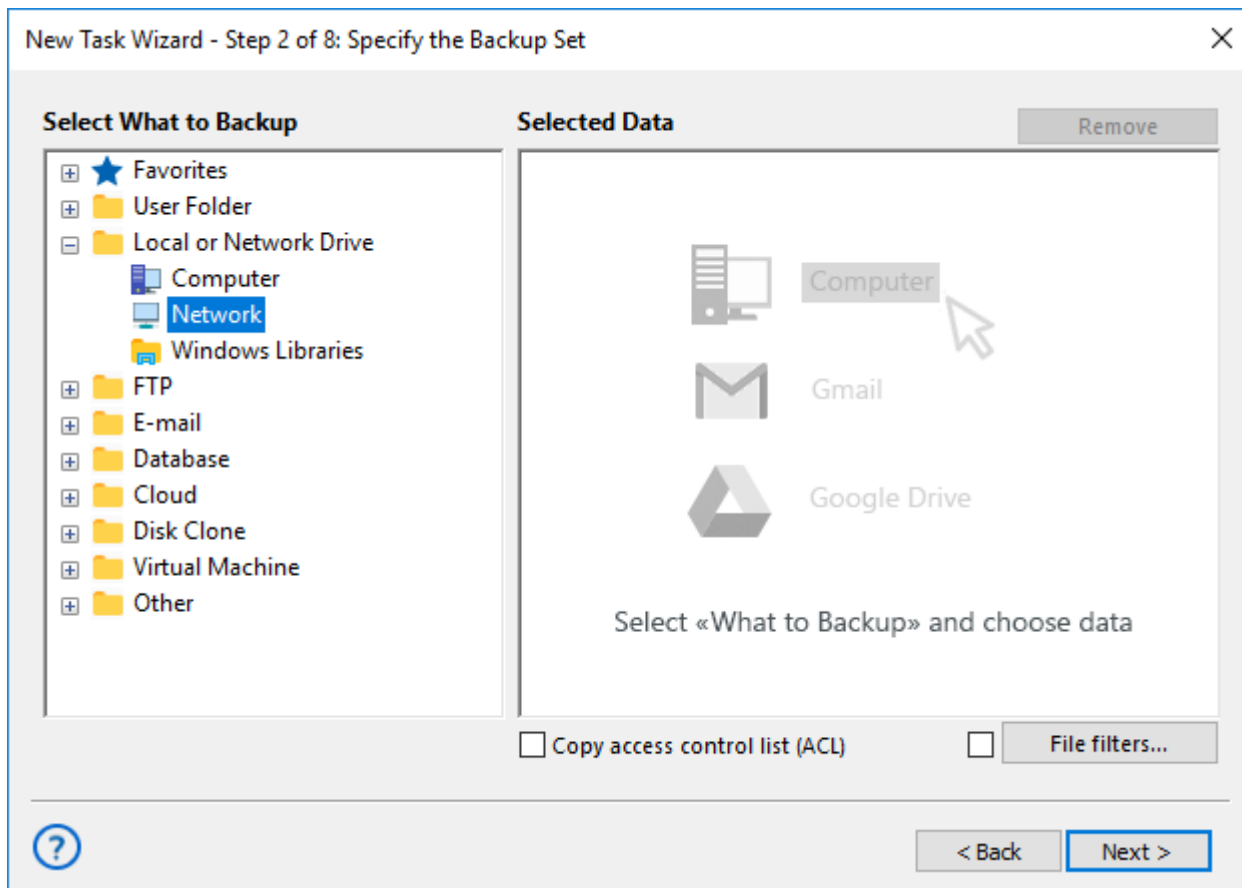 New Task Wizard - Step 2 of 8: Specify the Backup Set
Select What to Backup
Selected Data
Remove
Favorites
User Folder
Local or Network Drive
Computer
Network
Windows Libraries
FTP
E-mail
Database
Cloud
Disk Clone
Virtual Machine
Other
Computer
Gmail
Google Drive
Select «What to Backup» and choose data
Copy access control list (ACL)
File filters...
?
< Back
Next >